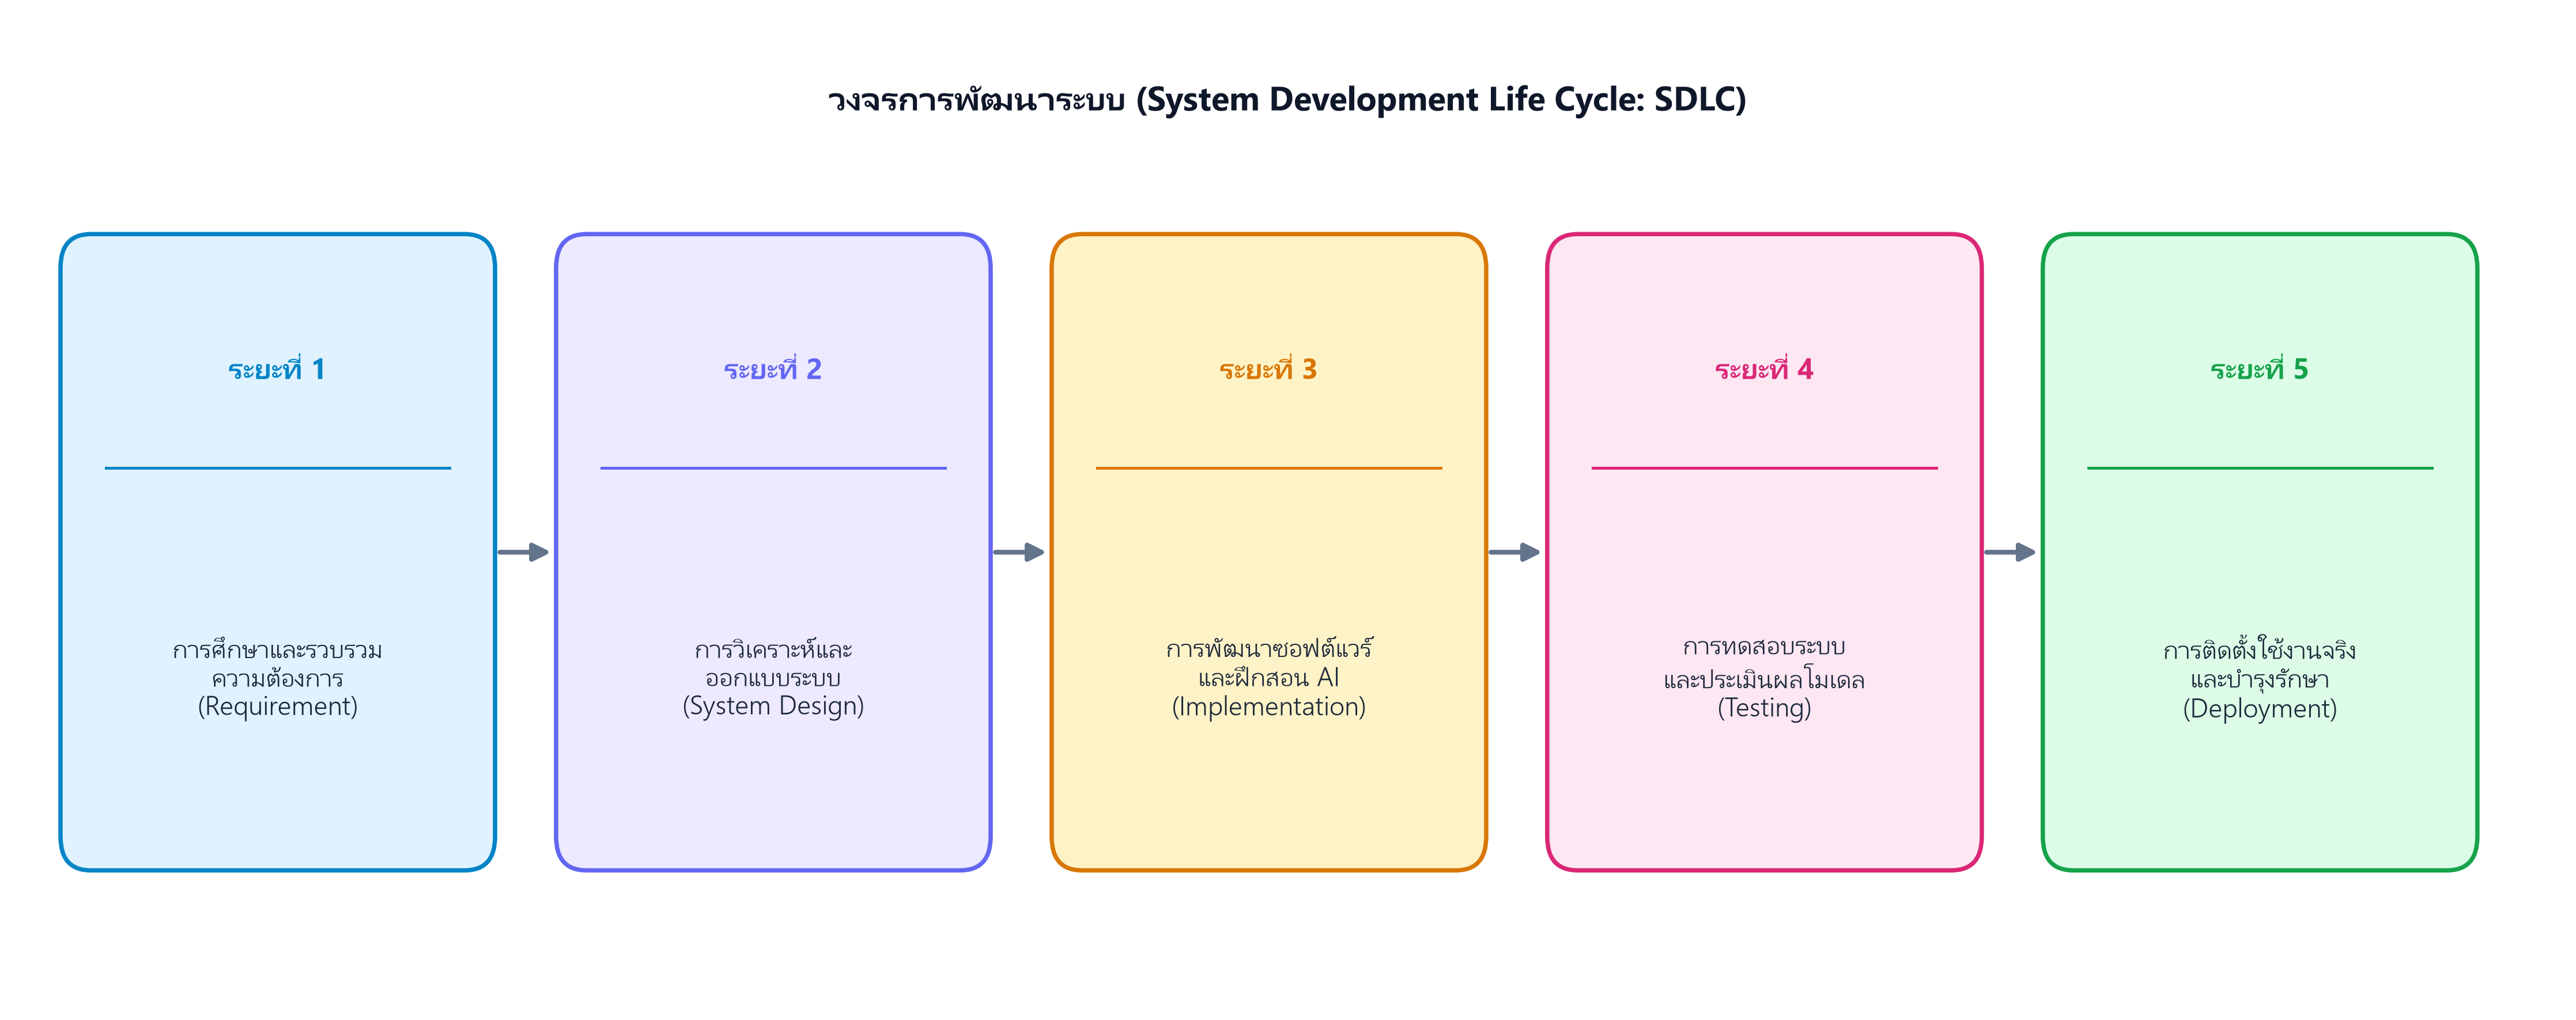 วงจรการพัฒนาระบบ (System Development Life Cycle: SDLC)
ระยะที่ 1
การศึกษาและรวบรวม
ความต้องการ
(Requirement)
ระยะที่ 2
การวิเคราะห์และ
ออกแบบระบบ
(System Design)
ระยะที่ 3
การพัฒนาซอฟต์แวร์
และฝึกสอน AI
(Implementation)
ระยะที่ 4
การทดสอบระบบ
และประเมินผลโมเดล
(Testing)
ระยะที่ 5
การติดตั้งใช้งานจริง
และบำรุงรักษา
(Deployment)